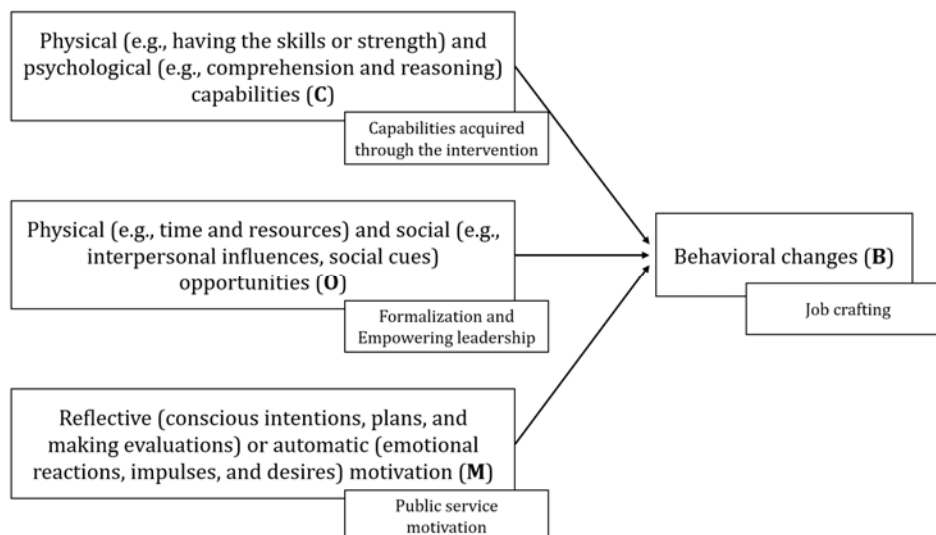 Physical (e.g., having the skills or strength) and
psychological (e.g., comprehension and reasoning)
capabilities (C)
Capabilities acquired
through the intervention
Physical (e.g., time and resources) and social (e.g.,
interpersonal influences, social cues)
opportunities (O)
Formalization and
Empowering leadership
Behavioral changes (B)
Job crafting
Reflective (conscious intentions, plans, and
making evaluations) or automatic (emotional
reactions, impulses, and desires) motivation (M)
Public service
motivation